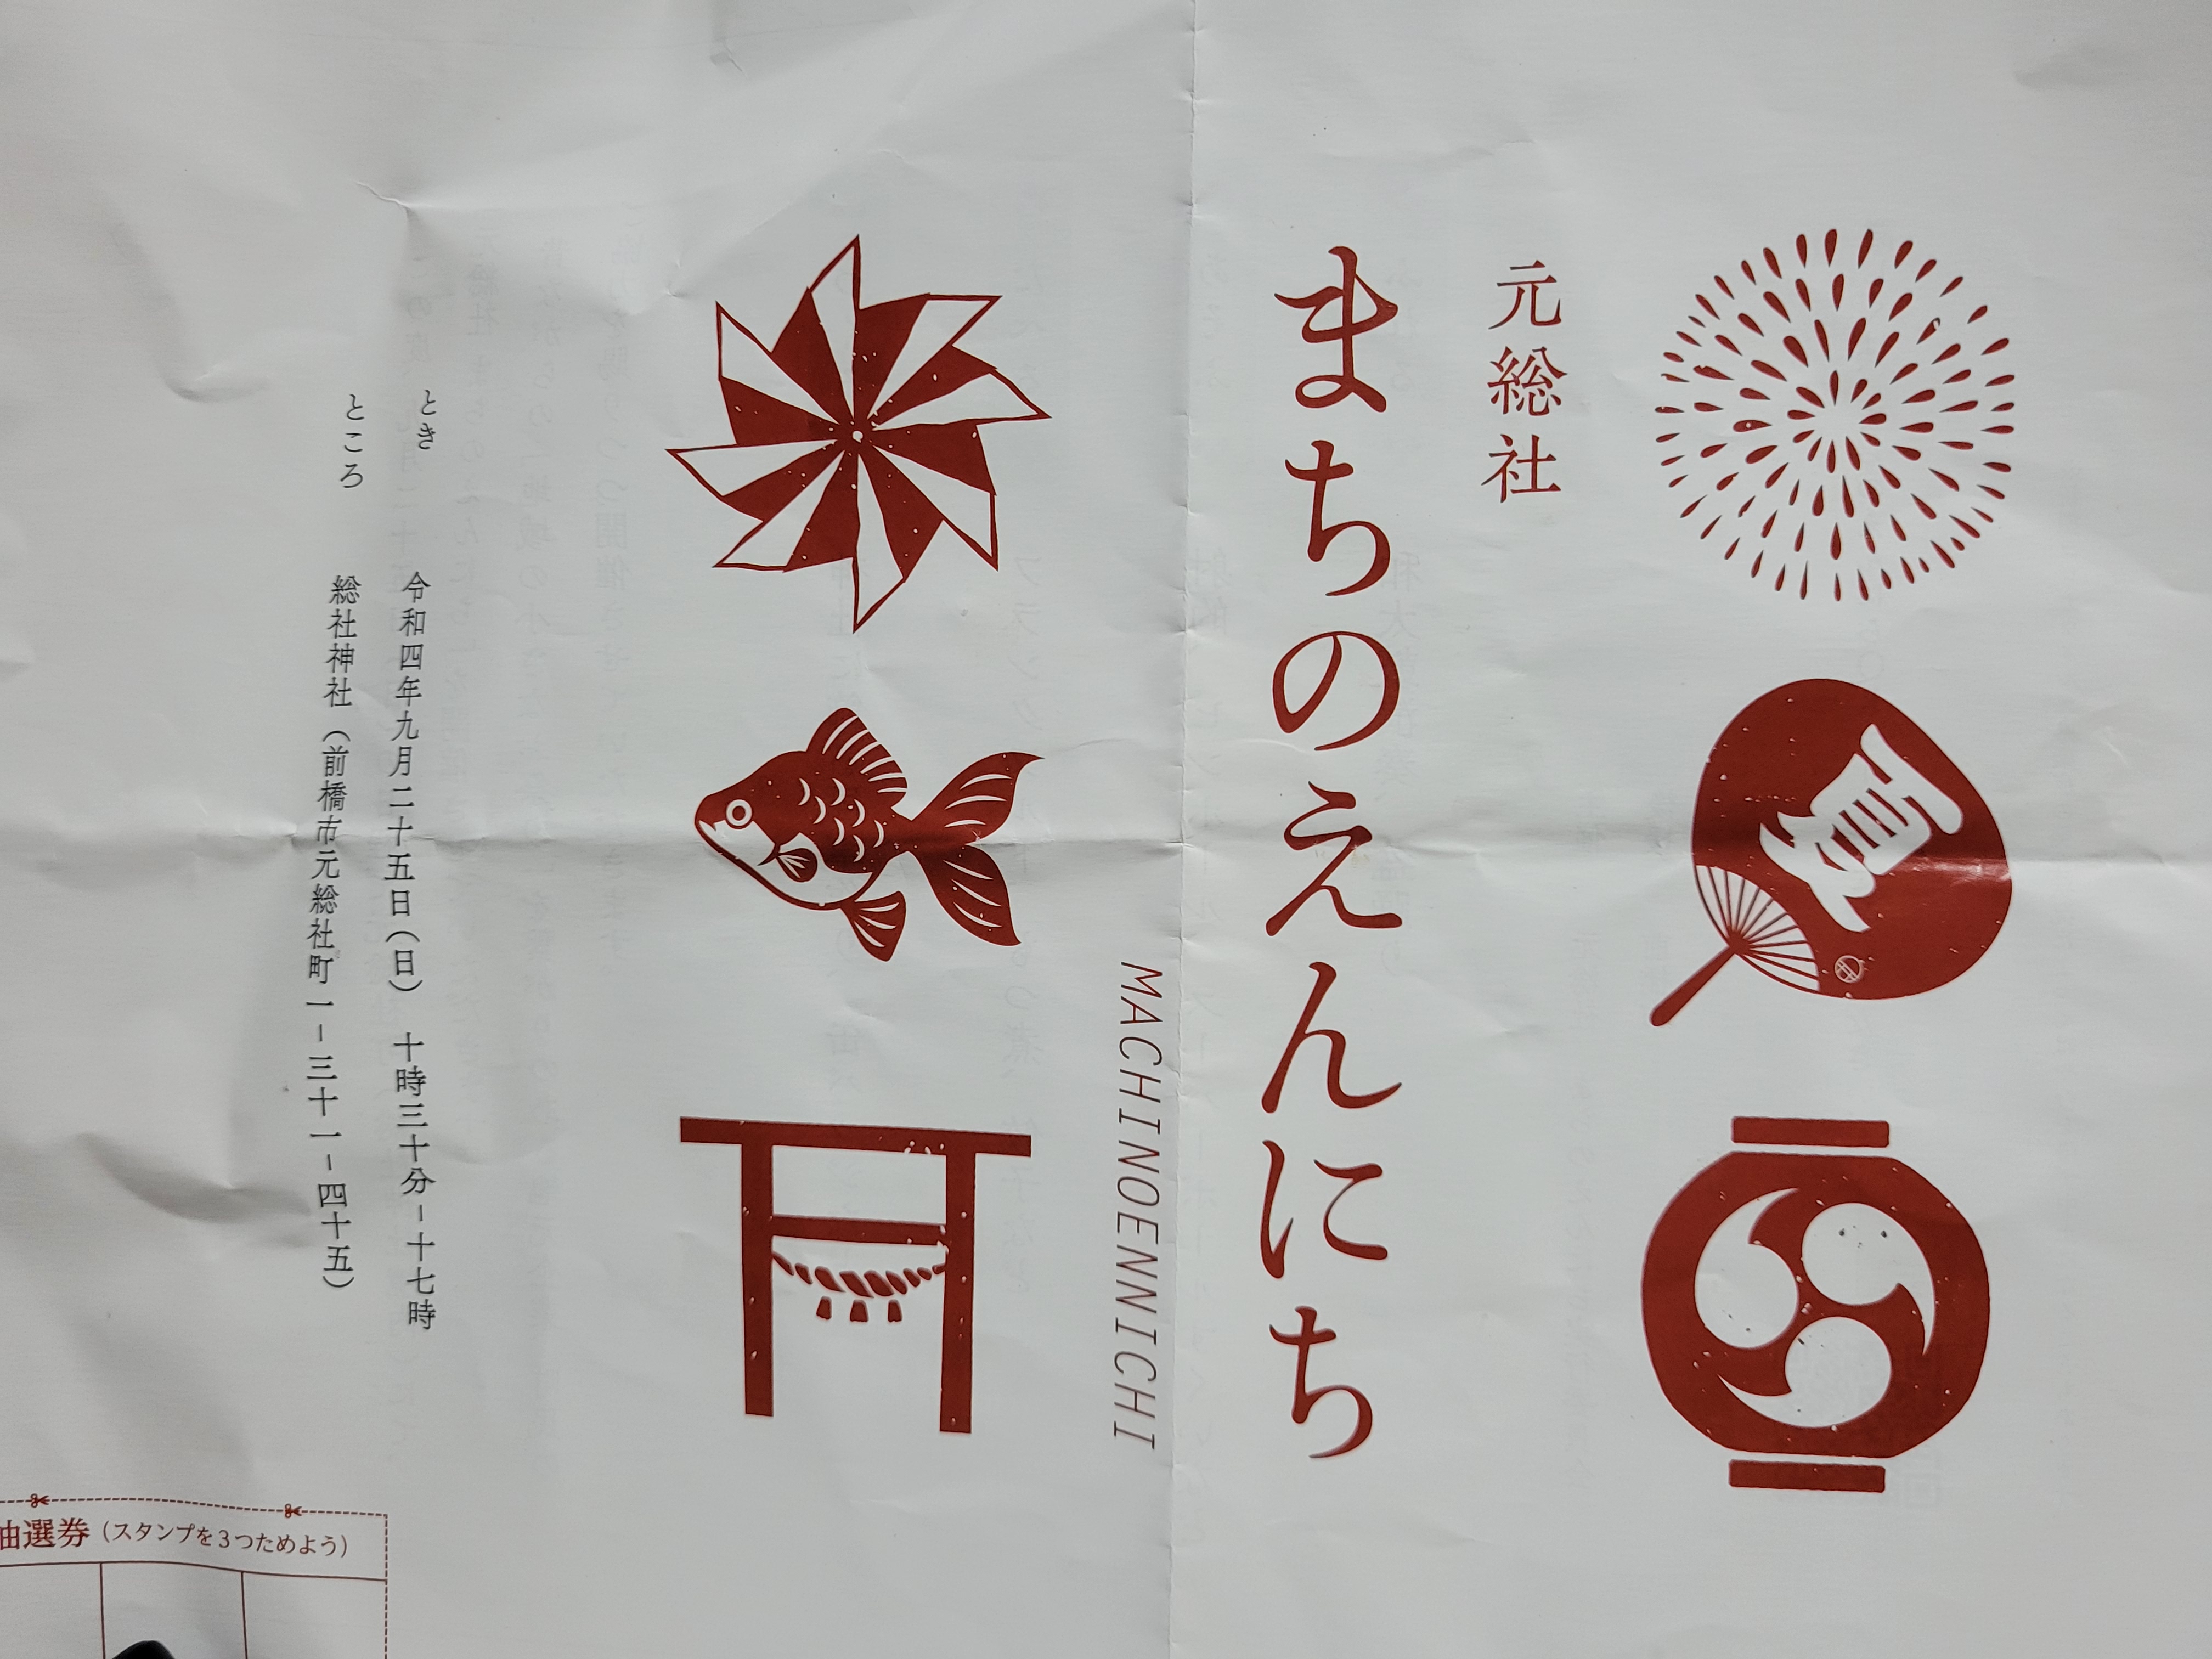 夏
元総社
まちのえんにち
MACHINOENNICHI
とき　令和四年九月二十五日（日）　十時三十分–十七時
ところ　総社神社（前橋市元総社町一–三十一–四十五）
抽選券（スタンプを３つためよう）